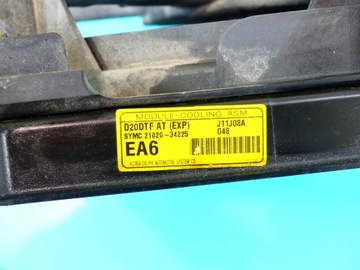 MODULE-COOLING ASM
D20DTF AT (EXP) J11J08A
SYMC 21020-34225 048
EA6
KOREA DELPHI AUTOMOTIVE SYSTEM CO.